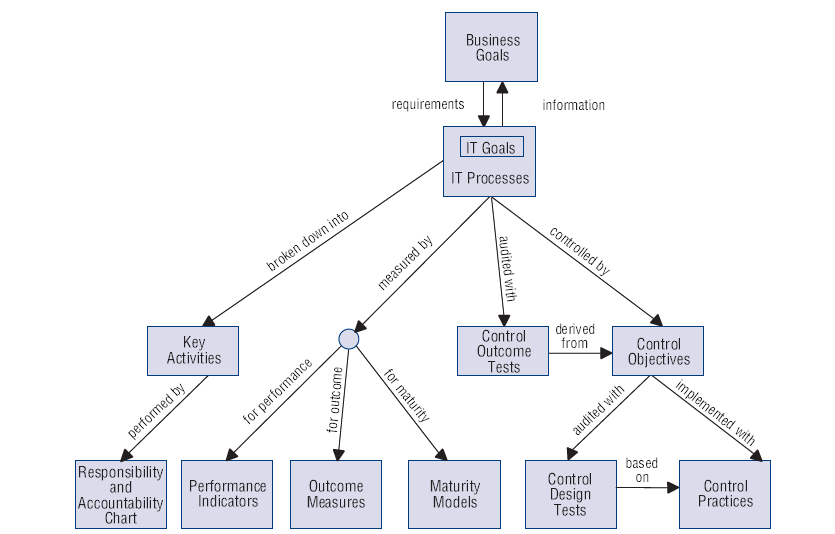 Business
Goals
requirements
information
IT Goals
IT Processes
broken down into
measured by
audited with
controlled by
Key
Activities
Control
Outcome
Tests
derived
from
Control
Objectives
performed by
for performance
for outcome
for maturity
audited with
implemented with
Responsibility
and
Accountability
Chart
Performance
Indicators
Outcome
Measures
Maturity
Models
Control
Design
Tests
based
on
Control
Practices